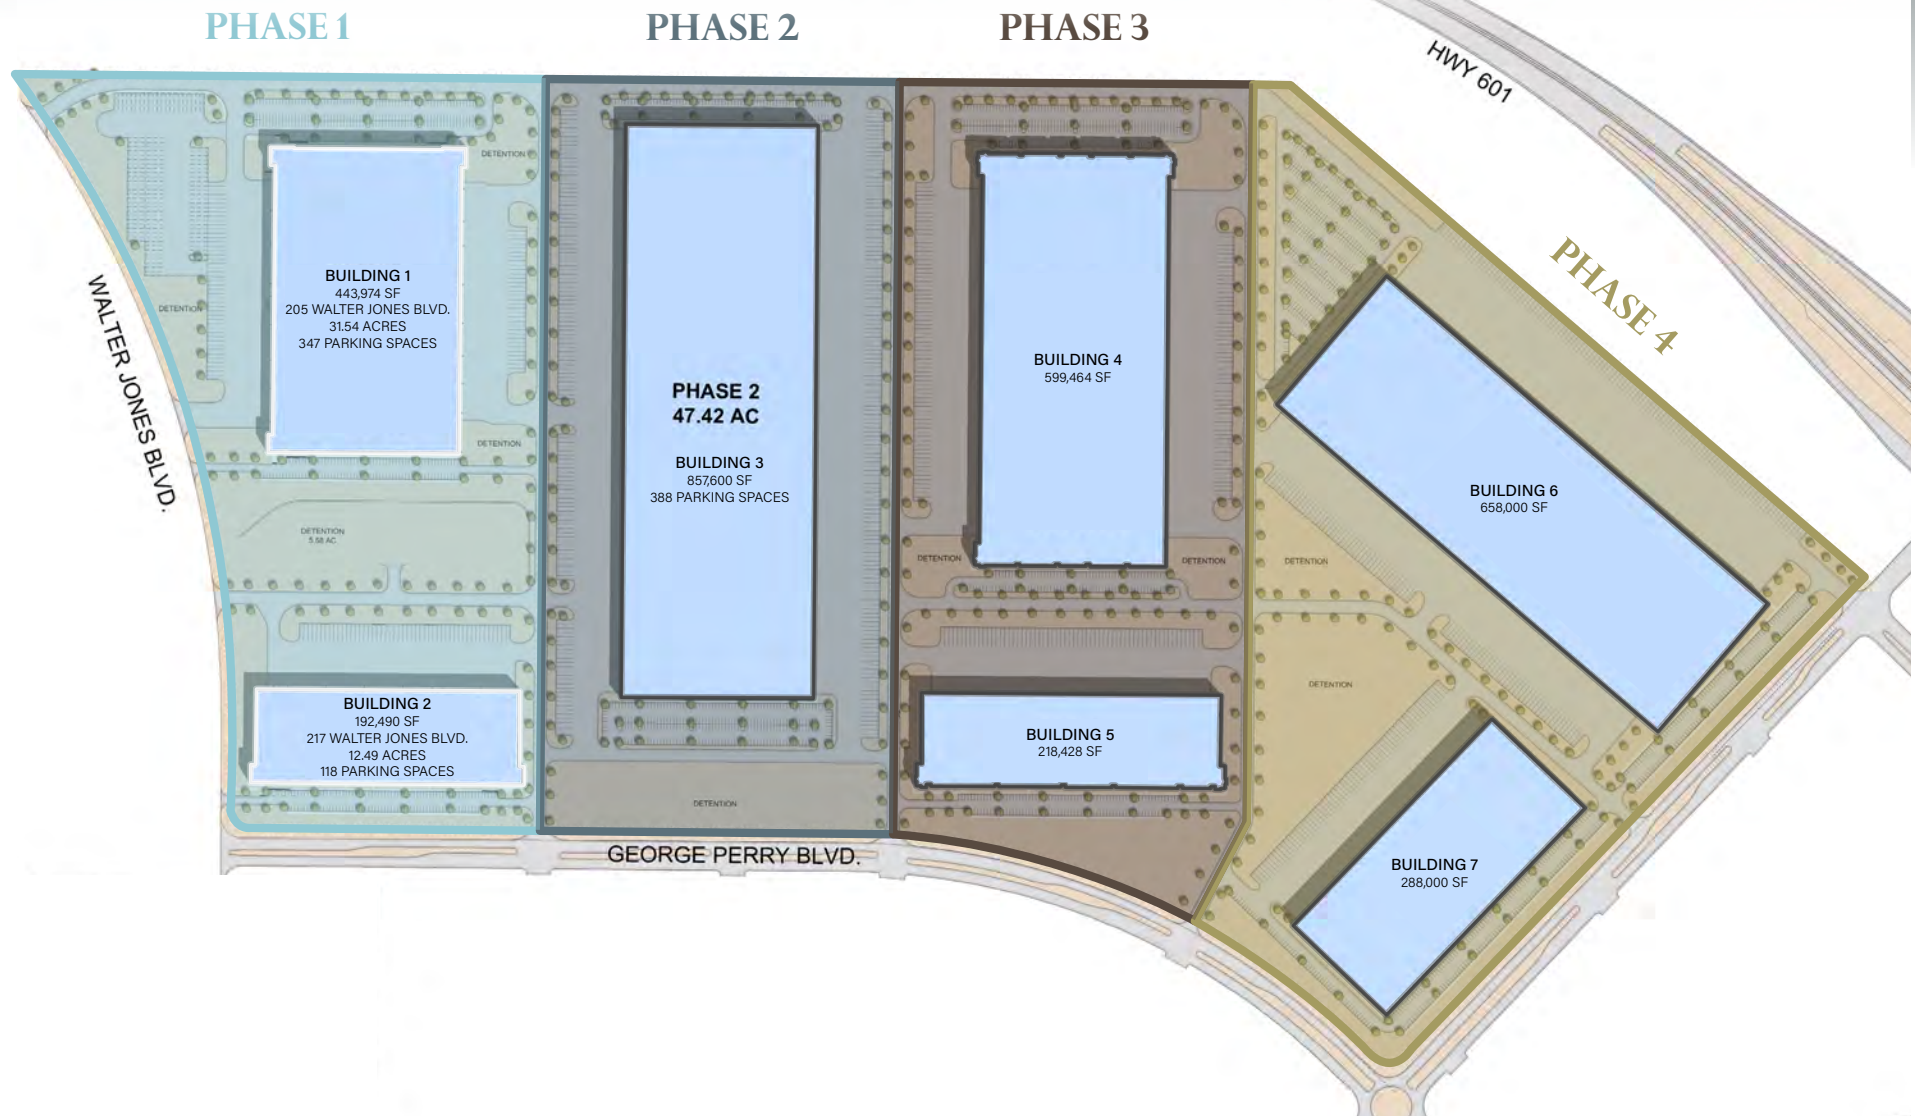 PHASE 1
PHASE 2
PHASE 3
HWY 601
PHASE 4
WALTER JONES BLVD.
DETENTION
DETENTION
BUILDING 1
443,974 SF
205 WALTER JONES BLVD.
31.54 ACRES
347 PARKING SPACES
DETENTION
DETENTION
5.58 AC
BUILDING 2
192,490 SF
217 WALTER JONES BLVD.
12.49 ACRES
118 PARKING SPACES
PHASE 2
47.42 AC
BUILDING 3
857,600 SF
388 PARKING SPACES
DETENTION
BUILDING 4
599,464 SF
DETENTION
DETENTION
BUILDING 5
218,428 SF
BUILDING 6
658,000 SF
DETENTION
DETENTION
BUILDING 7
288,000 SF
GEORGE PERRY BLVD.